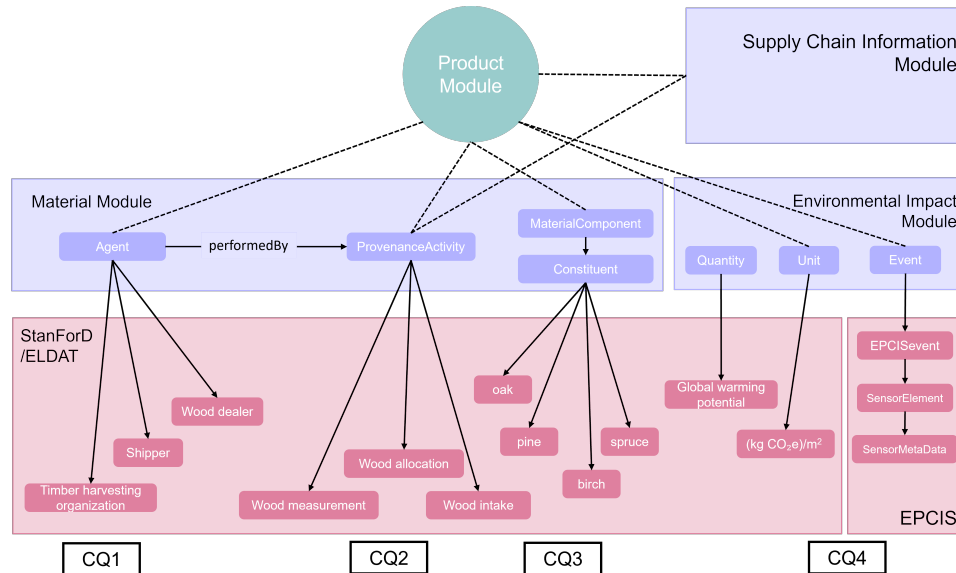 Product
Module
Supply Chain Information
Module
Material Module
Environmental Impact
Module
Agent
performedBy
ProvenanceActivity
MaterialComponent
Constituent
Quantity
Unit
Event
StanForD
/ELDAT
EPCISevent
SensorElement
SensorMetaData
oak
Global warming
potential
Wood dealer
pine
spruce
(kg CO₂e)/m²
Shipper
Wood allocation
birch
Timber harvesting
organization
Wood measurement
Wood intake
EPCIS
CQ1
CQ2
CQ3
CQ4